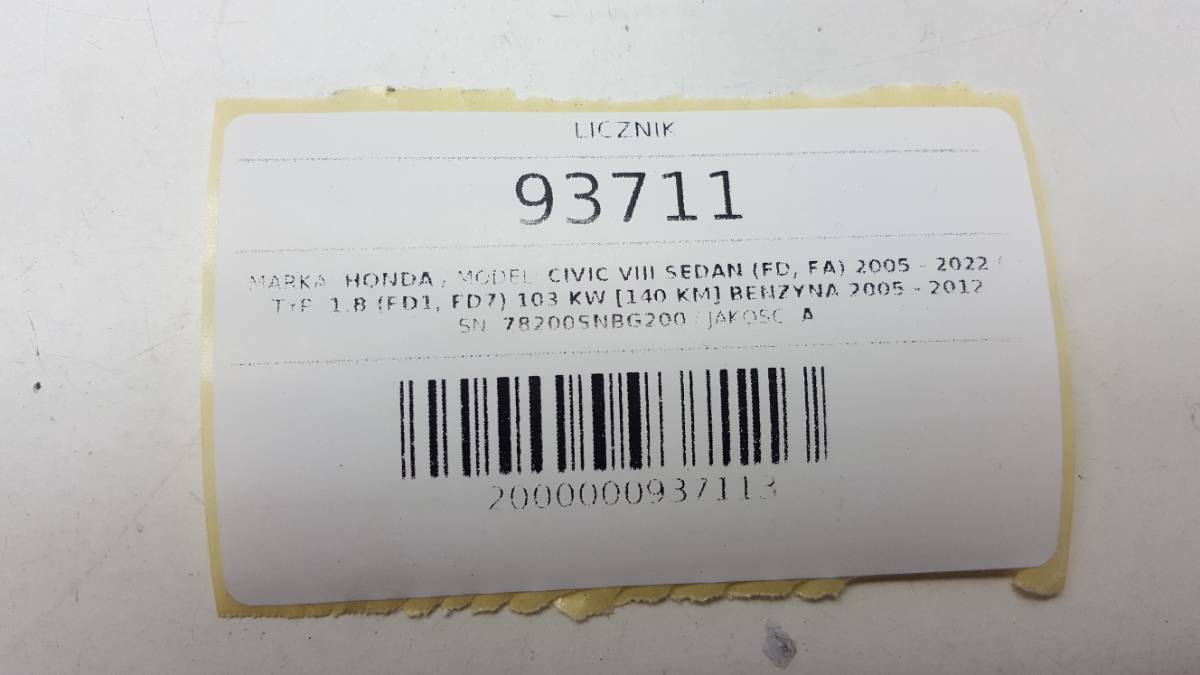 LICZNIK
93711
MARKA: HONDA / MODEL: CIVIC VIII SEDAN (FD, FA) 2005 - 2022 /
TYP: 1.8 (FD1, FD7) 103 KW [140 KM] BENZYNA 2005 - 2012
SN: 78200SNBG200 / JAKOŚĆ: A
2000000937113